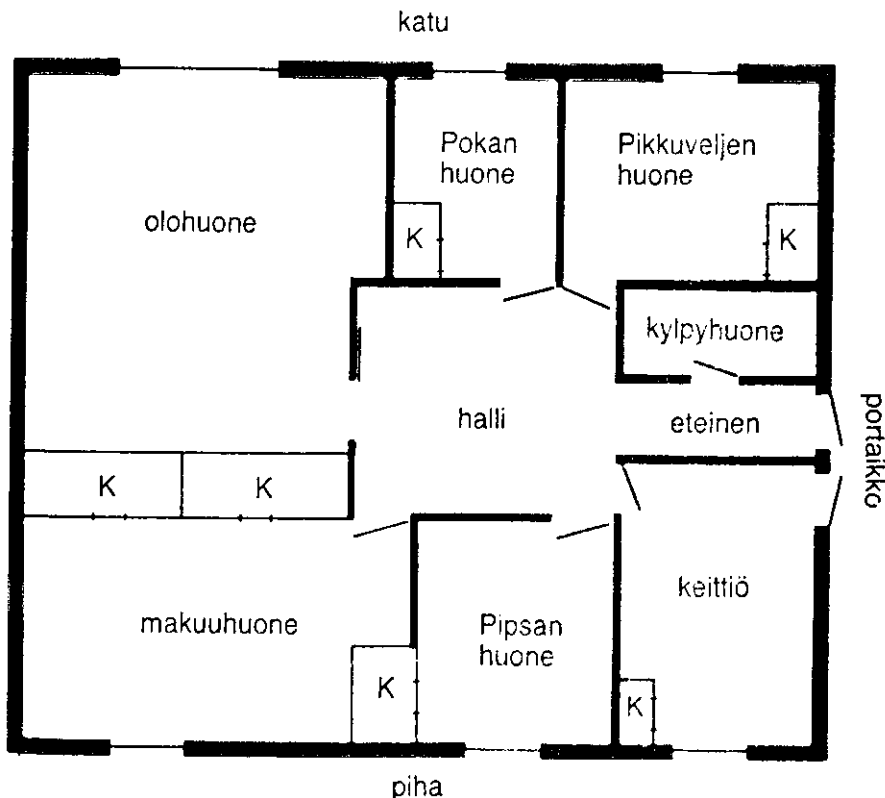 katu
Pokan
huone
Pikkuveljen
huone
olohuone
K
K
kylpyhuone
halli
eteinen
portaikko
K
K
makuuhuone
Pipsan
huone
keittiö
K
K
piha